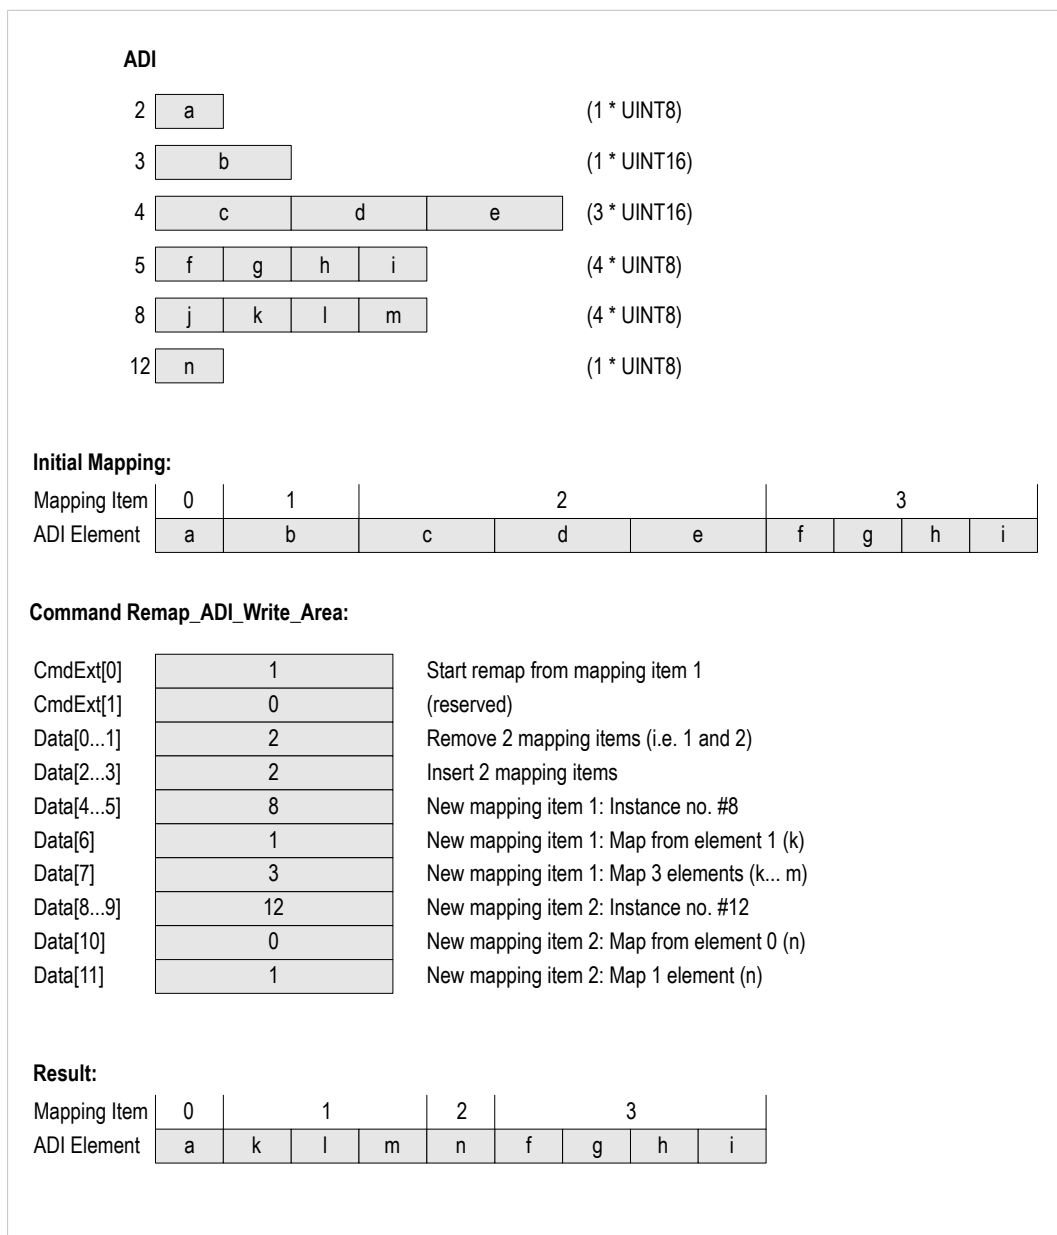 ADI
2 a (1 * UINT8)
3 b (1 * UINT16)
4 c d e (3 * UINT16)
5 f g h i (4 * UINT8)
8 j k l m (4 * UINT8)
12 n (1 * UINT8)
Initial Mapping:
Mapping Item 0 1 2 3
ADI Element a b c d e f g h i
Command Remap_ADI_Write_Area:
CmdExt[0] 1 Start remap from mapping item 1
CmdExt[1] 0 (reserved)
Data[0...1] 2 Remove 2 mapping items (i.e. 1 and 2)
Data[2...3] 2 Insert 2 mapping items
Data[4...5] 8 New mapping item 1: Instance no. #8
Data[6] 1 New mapping item 1: Map from element 1 (k)
Data[7] 3 New mapping item 1: Map 3 elements (k... m)
Data[8...9] 12 New mapping item 2: Instance no. #12
Data[10] 0 New mapping item 2: Map from element 0 (n)
Data[11] 1 New mapping item 2: Map 1 element (n)
Result:
Mapping Item 0 1 2 3
ADI Element a k l m n f g h i